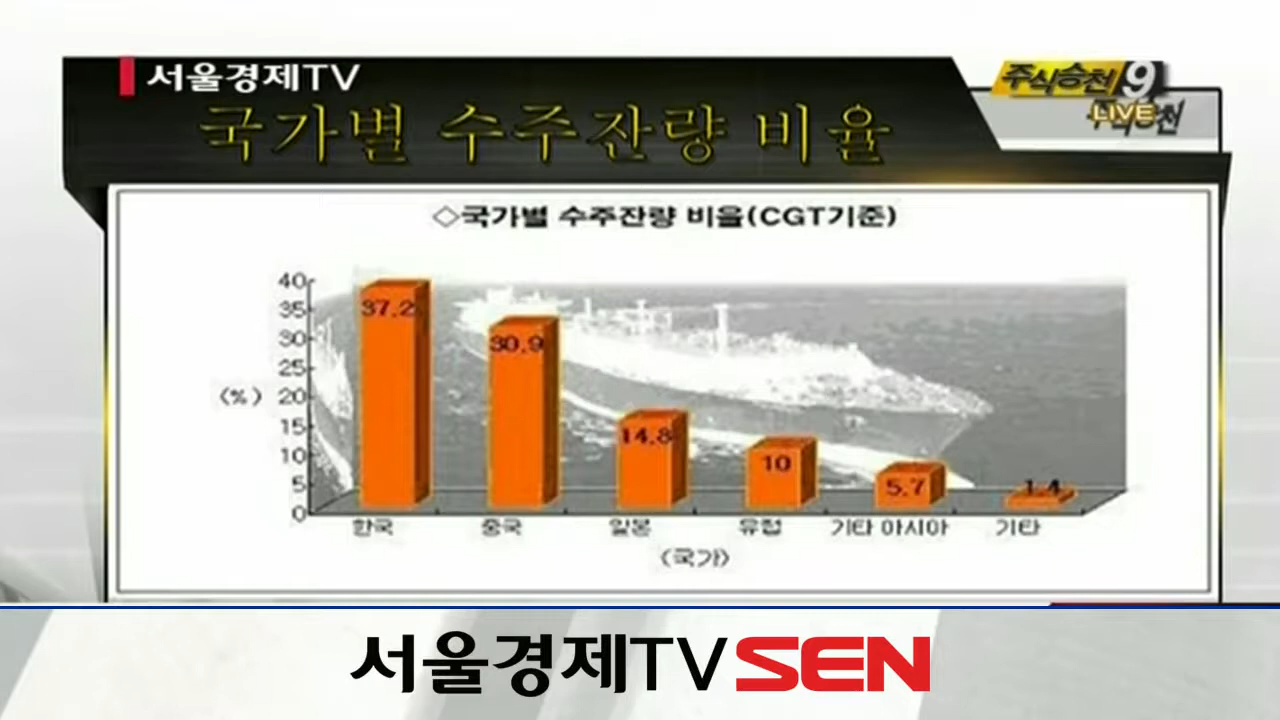 서울경제TV
주식승천 9
LIVE
국가별 수주잔량 비율
◇국가별 수주잔량 비율(CGT기준)
40
35
30
25
(%) 20
15
10
5
0
37.2
30.9
14.8
10
5.7
1.4
한국 중국 일본 유럽 기타 아시아 기타
(국가)
서울경제TV SEN